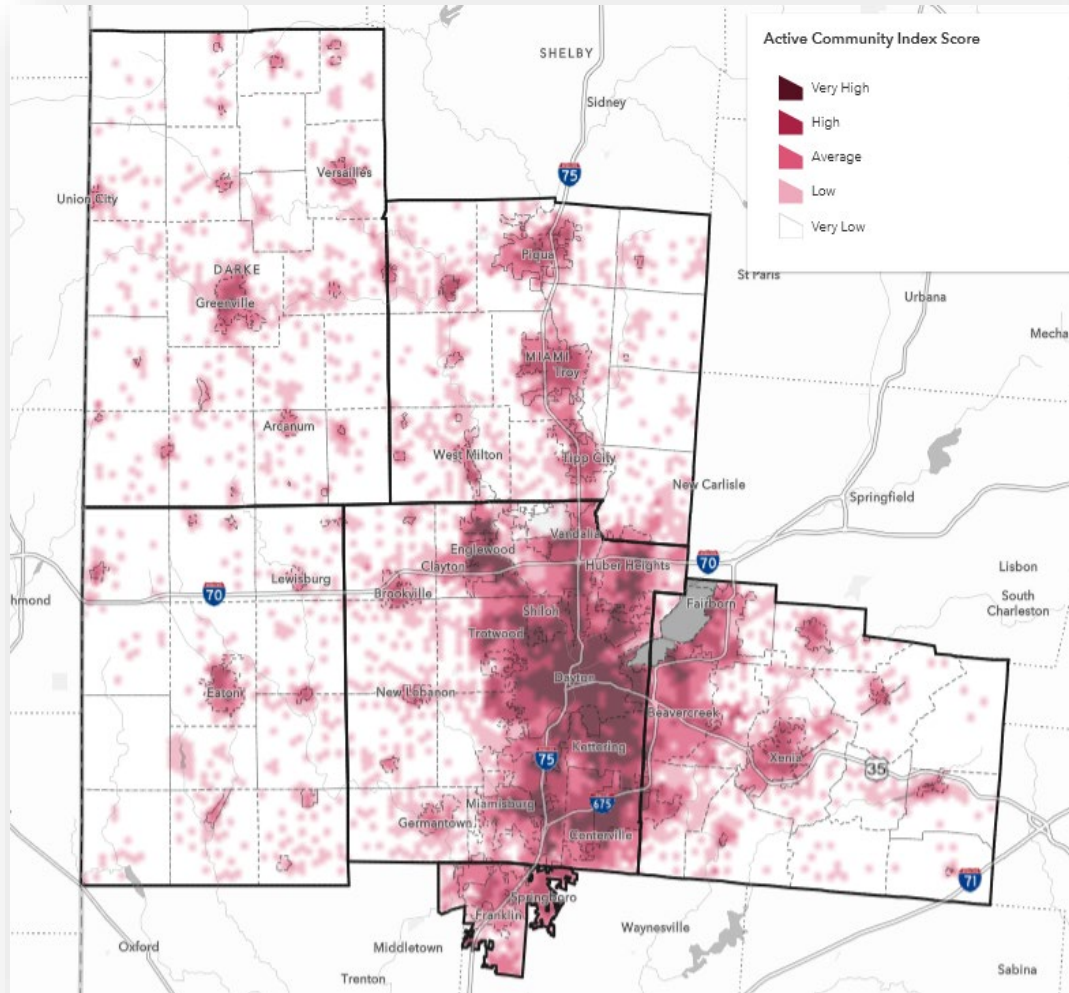 Active Community Index Score
Very High
High
Average
Low
Very Low
SHELBY
Sidney
75
Versailles
Union City
Piqua
DARKE
Greenville
St Paris
Urbana
Mecha
MIAMI
Troy
Arcanum
West Milton
Tipp City
New Carlisle
Springfield
Vandalia
Englewood
Clayton
Huber Heights
70
Lisbon
Lewisburg
70
Brookville
hmond
Fairborn
South
Charleston
Shiloh
Trotwood
Dayton
Eaton
New Lebanon
Beavercreek
Kettering
Xenia
75
35
675
Miamisburg
Germantown
Centerville
71
Springboro
Franklin
Waynesville
Oxford
Middletown
Trenton
Sabina